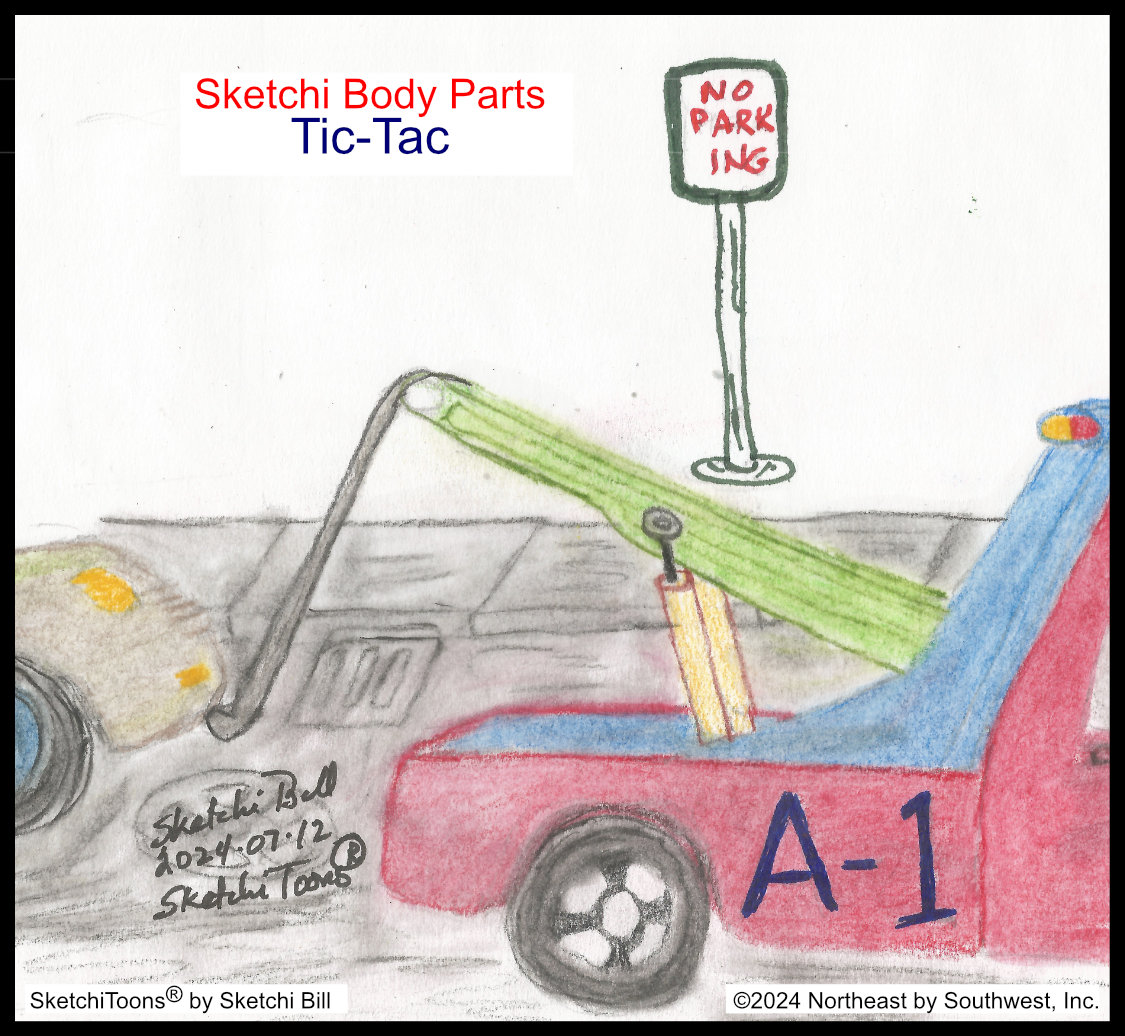 Sketchi Body Parts
Tic-Tac
NO
PARK
ING
A-1
Sketchi Bill
2024.07.12
SketchiToons®
SketchiToons® by Sketchi Bill
©2024 Northeast by Southwest, Inc.